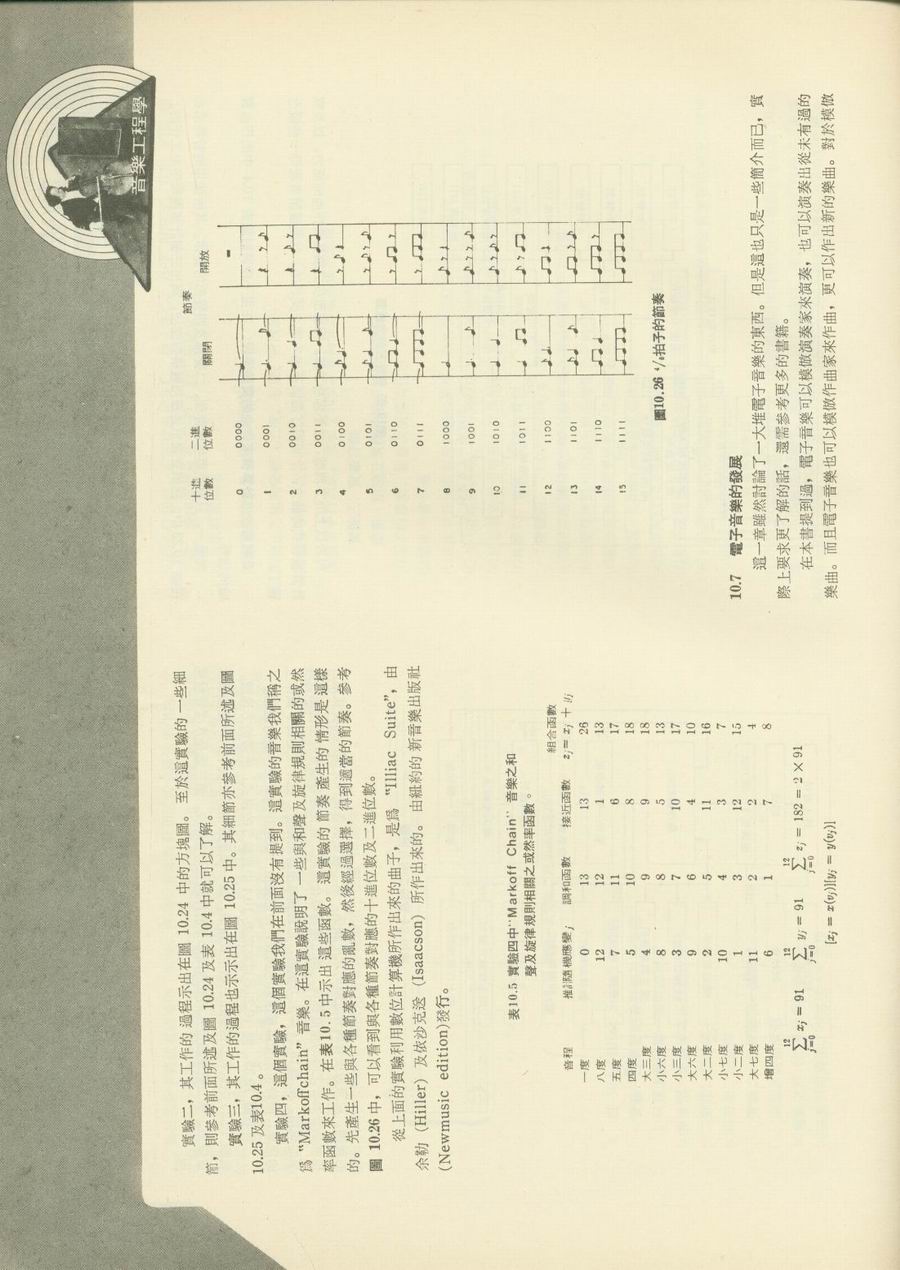 音樂工程學
實驗二，其工作的過程示出在圖 10.24 中的方塊圖。至於這實驗的一些細
節，則參考前面所述及圖 10.24 及表 10.4 中就可以了解。
實驗三，其工作的過程也示示出在圖 10.25 中。其細節亦參考前面所述及圖
10.25 及表10.4。
實驗四，這個實驗，這個實驗我們在前面沒有提到。這實驗的音樂我們稱之
爲 "Markoffchain" 音樂。在這實驗說明了一些與和聲及旋律規則相關的或然
率函數來工作。在表10.5中示出這些函數。這實驗的節奏產生的情形是這樣
的。先產生一些與各種節奏對應的亂數，然後經過選擇，得到適當的節奏。參考
圖 10.26 中，可以看到與各種節奏對應的十進位數及二進位數。
從上面的實驗利用數位計算機所作出來的曲子，是爲 "Illiac Suite"，由
余勒 (Hiller) 及依沙克遜 (Isaacson) 所作出來的。由紐約的新音樂出版社
(Newmusic edition)發行。
表10.5 實驗四中"Markoff Chain" 音樂之和
聲及旋律規則相關之或然率函數。
音程 推計隨機應變j 調和函數 接近函數 組合函數
zj = xj + yj
一度 0 13 13 26
八度 12 12 1 13
五度 7 11 6 17
四度 5 10 8 18
大三度 4 9 9 18
小六度 8 8 5 13
小三度 3 7 10 17
大六度 9 6 4 10
大二度 2 5 11 16
小七度 10 4 3 7
小二度 1 3 12 15
大七度 11 2 2 4
增四度 6 1 7 8
12 Σ j=0 xj = 91 12 Σ j=0 yj = 91 12 Σ j=0 zj = 182 = 2 × 91
[xj = x(vj)][yj = y(vj)]
節奏
十進位數 二進位數 關閉 開放
0 0000
1 0001
2 0010
3 0011
4 0100
5 0101
6 0110
7 0111
8 1000
9 1001
10 1010
11 1011
12 1100
13 1101
14 1110
15 1111
圖10.26 4/8拍子的節奏
10.7 電子音樂的發展
這一章雖然討論了一大堆電子音樂的東西。但是這也只是一些簡介而已，實
際上要求更了解的話，還需參考更多的書籍。
在本書提到過，電子音樂可以模倣演奏家來演奏，也可以演奏出從未有過的
樂曲。而且電子音樂也可以模倣作曲家來作曲，更可以作出新的樂曲。對於模倣